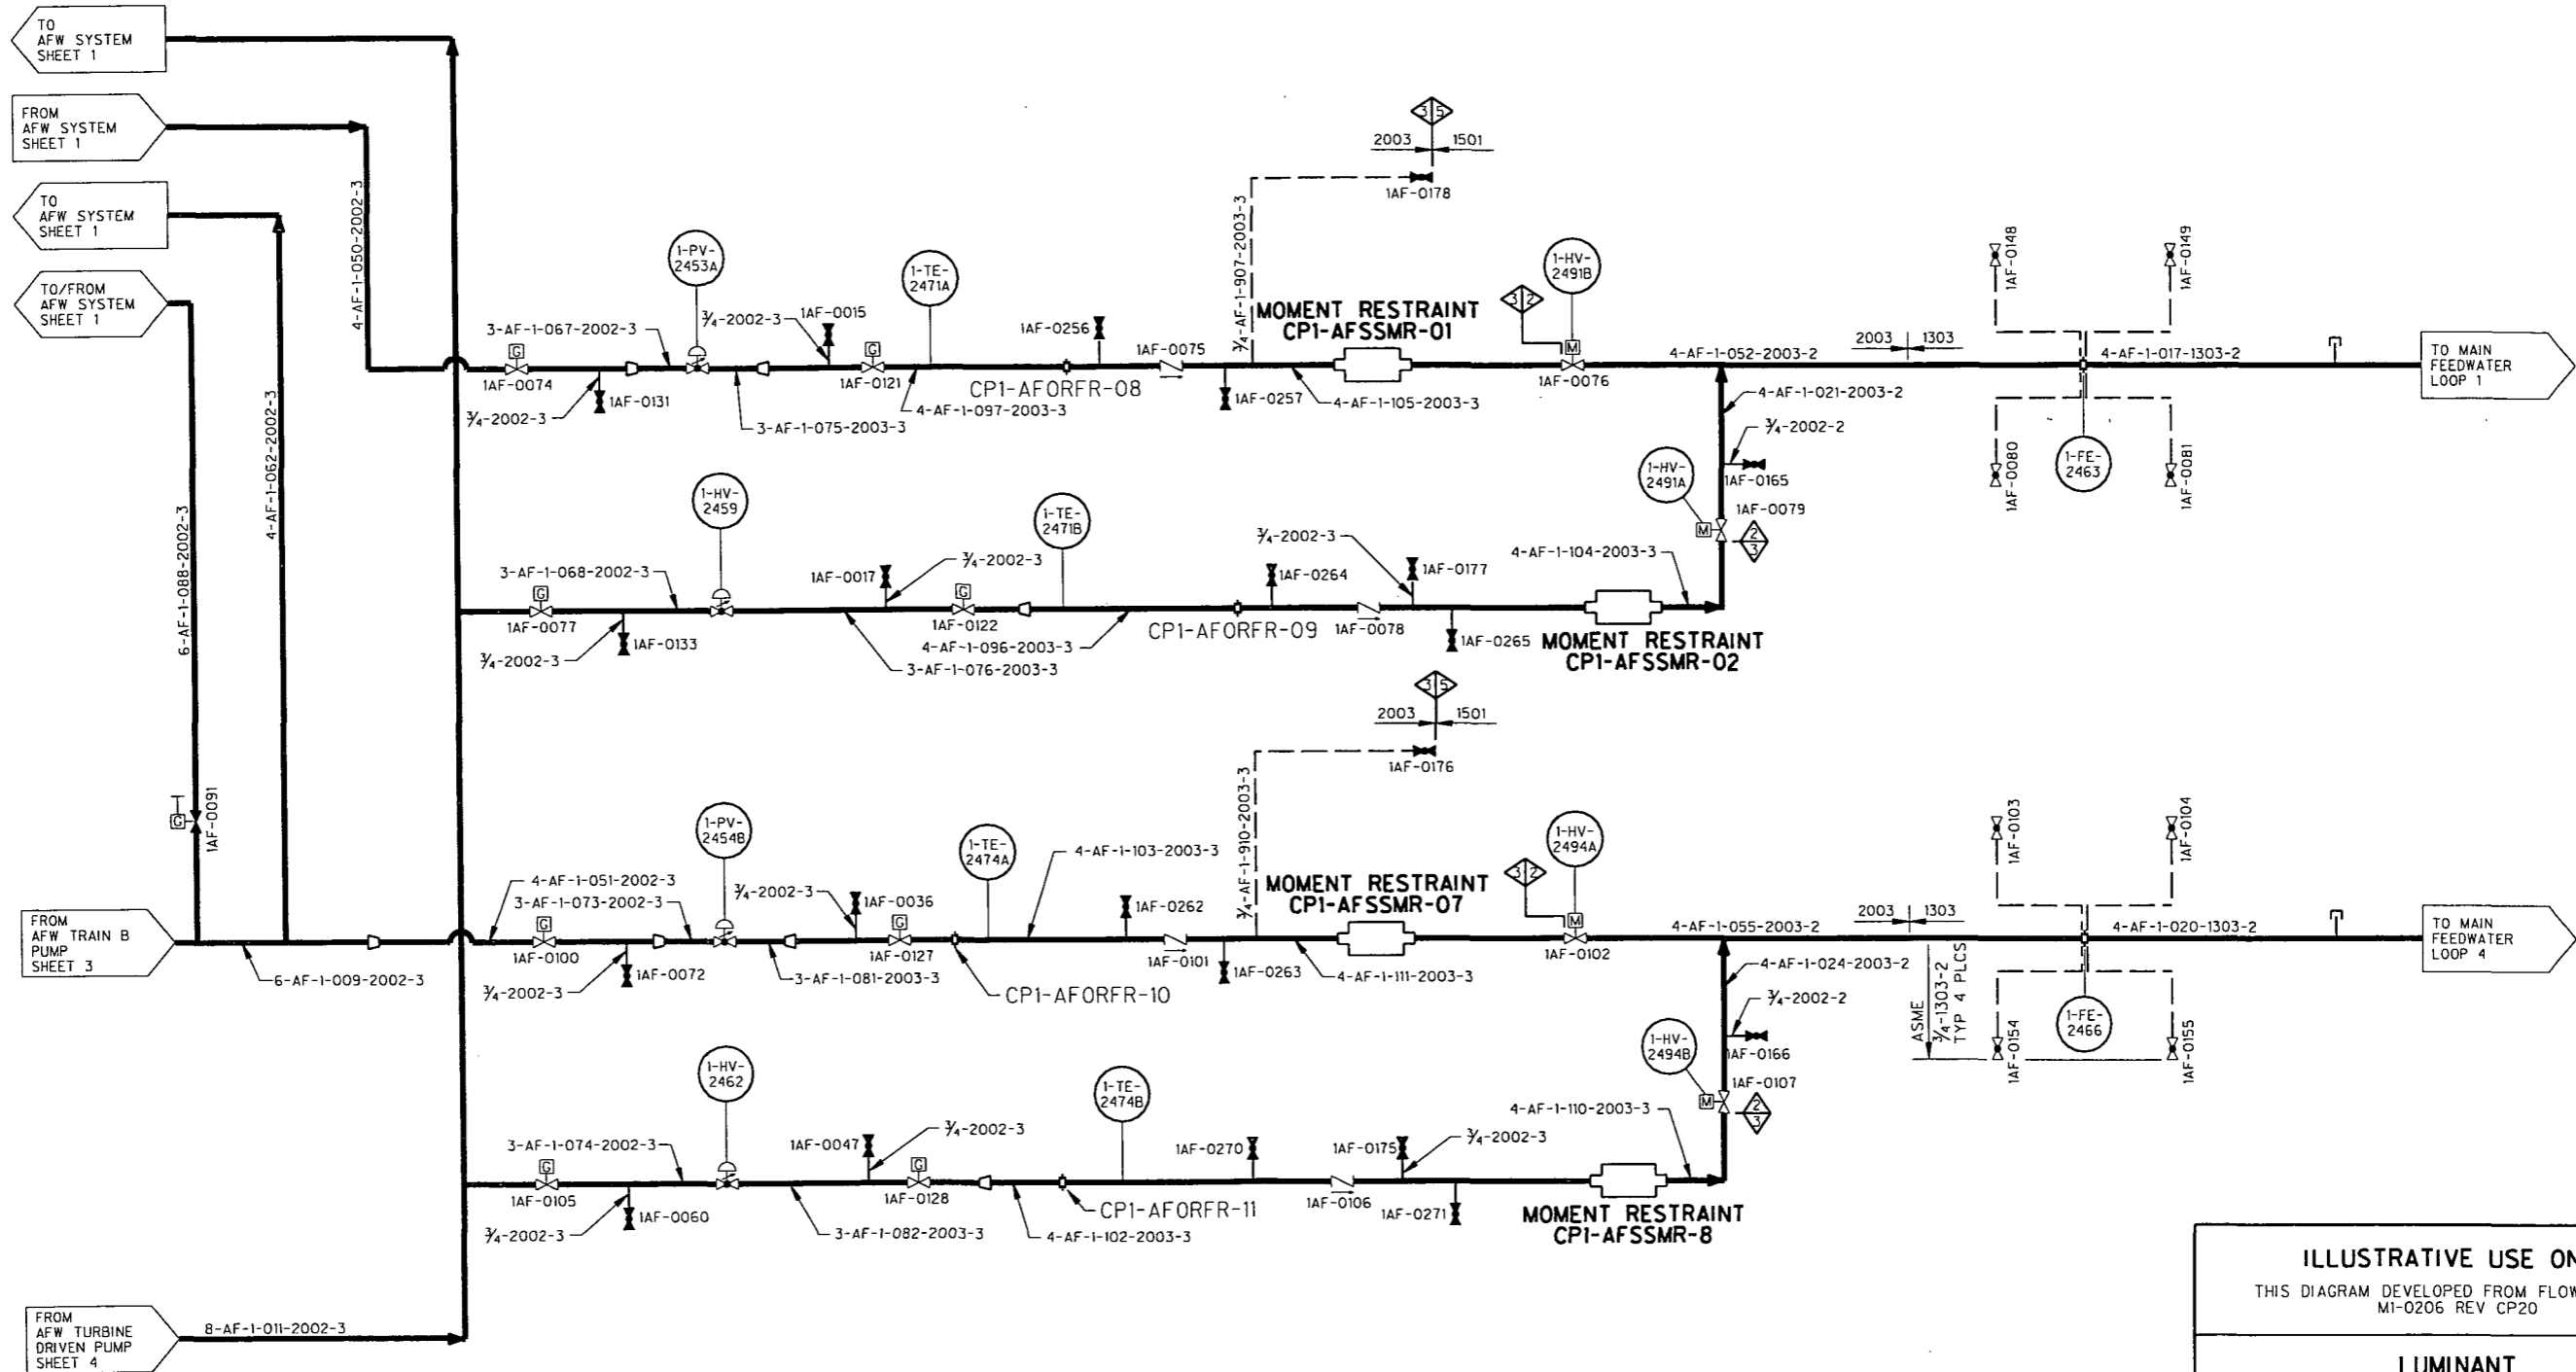 TO
AFW SYSTEM
SHEET 1
FROM
AFW SYSTEM
SHEET 1
TO
AFW SYSTEM
SHEET 1
TO/FROM
AFW SYSTEM
SHEET 1
6-AF-1-088-2002-3
4-AF-1-062-2002-3
4-AF-1-050-2002-3
1AF-0091
G
3/5
2003
1501
1AF-0178
3/4-AF-1-907-2003-3
1-PV-
2453A
1-TE-
2471A
1-HV-
2491B
3/2
M
MOMENT RESTRAINT
CP1-AFSSMR-01
3-AF-1-067-2002-3
3/4-2002-3
1AF-0015
1AF-0256
1AF-0075
G
G
1AF-0074
1AF-0131
3/4-2002-3
1AF-0121
CP1-AFORFR-08
4-AF-1-097-2003-3
3-AF-1-075-2003-3
1AF-0257
4-AF-1-105-2003-3
1AF-0076
4-AF-1-052-2003-2
2003
1303
1AF-0148
1AF-0149
4-AF-1-017-1303-2
TO MAIN
FEEDWATER
LOOP 1
4-AF-1-021-2003-2
3/4-2002-2
1AF-0165
1-HV-
2491A
1AF-0079
M
2/3
1AF-0080
1-FE-
2463
1AF-0081
1-HV-
2459
1-TE-
2471B
3-AF-1-068-2002-3
1AF-0017
3/4-2002-3
3/4-2002-3
1AF-0264
1AF-0177
4-AF-1-104-2003-3
G
G
1AF-0077
1AF-0133
3/4-2002-3
1AF-0122
4-AF-1-096-2003-3
3-AF-1-076-2003-3
CP1-AFORFR-09
1AF-0078
1AF-0265
MOMENT RESTRAINT
CP1-AFSSMR-02
3/5
2003
1501
1AF-0176
3/4-AF-1-910-2003-3
FROM
AFW TRAIN B
PUMP
SHEET 3
6-AF-1-009-2002-3
4-AF-1-051-2002-3
3-AF-1-073-2002-3
1-PV-
2454B
3/4-2002-3
1AF-0036
1-TE-
2474A
4-AF-1-103-2003-3
1AF-0262
MOMENT RESTRAINT
CP1-AFSSMR-07
3/2
1-HV-
2494A
M
G
G
1AF-0100
1AF-0072
3/4-2002-3
3-AF-1-081-2003-3
1AF-0127
CP1-AFORFR-10
1AF-0101
1AF-0263
4-AF-1-111-2003-3
1AF-0102
4-AF-1-055-2003-2
2003
1303
1AF-0103
1AF-0104
4-AF-1-020-1303-2
TO MAIN
FEEDWATER
LOOP 4
4-AF-1-024-2003-2
3/4-2002-2
1AF-0166
1-HV-
2494B
1AF-0107
M
2/3
ASME
3/4-1303-2
TYP 4 PLCS
1AF-0154
1-FE-
2466
1AF-0155
1-HV-
2462
1-TE-
2474B
3-AF-1-074-2002-3
1AF-0047
3/4-2002-3
1AF-0270
1AF-0175
3/4-2002-3
4-AF-1-110-2003-3
G
G
1AF-0105
1AF-0060
3/4-2002-3
3-AF-1-082-2003-3
1AF-0128
4-AF-1-102-2003-3
CP1-AFORFR-11
1AF-0106
1AF-0271
MOMENT RESTRAINT
CP1-AFSSMR-8
FROM
AFW TURBINE
DRIVEN PUMP
SHEET 4
8-AF-1-011-2002-3
ILLUSTRATIVE USE ON
THIS DIAGRAM DEVELOPED FROM FLOW
M1-0206 REV CP20
LUMINANT